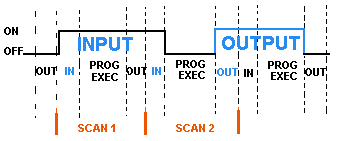 ON
INPUT
OUTPUT
OFF
OUT IN PROG EXEC OUT IN PROG EXEC OUT IN PROG EXEC OUT
SCAN 1 SCAN 2